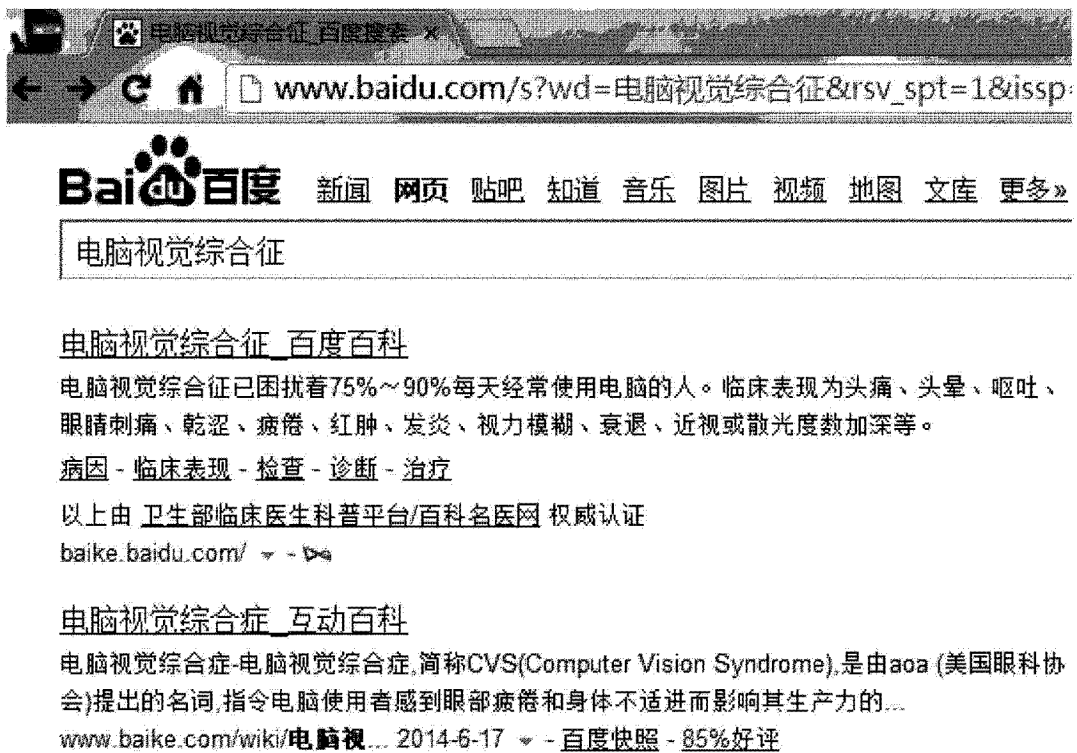 电脑视觉综合征_百度搜索 ×
www.baidu.com/s?wd=电脑视觉综合征&rsv_spt=1&issp=
Bai du 百度 新闻 网页 贴吧 知道 音乐 图片 视频 地图 文库 更多»
电脑视觉综合征
电脑视觉综合征_百度百科
电脑视觉综合征已困扰着75%～90%每天经常使用电脑的人。临床表现为头痛、头晕、呕吐、
眼睛刺痛、乾涩、疲倦、红肿、发炎、视力模糊、衰退、近视或散光度数加深等。
病因 - 临床表现 - 检查 - 诊断 - 治疗
以上由 卫生部临床医生科普平台/百科名医网 权威认证
baike.baidu.com/
电脑视觉综合症_互动百科
电脑视觉综合症-电脑视觉综合症,简称CVS(Computer Vision Syndrome),是由aoa (美国眼科协
会)提出的名词,指令电脑使用者感到眼部疲倦和身体不适进而影响其生产力的...
www.baike.com/wiki/电脑视... 2014-6-17 - 百度快照 - 85%好评